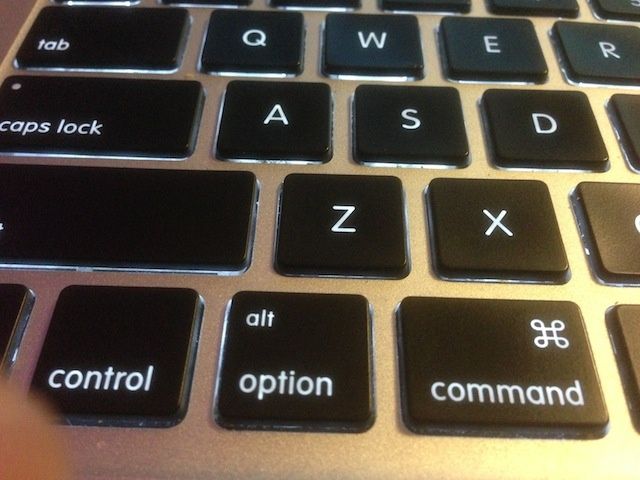 tab Q W E R
caps lock A S D
Z X
alt ⌘
control option command